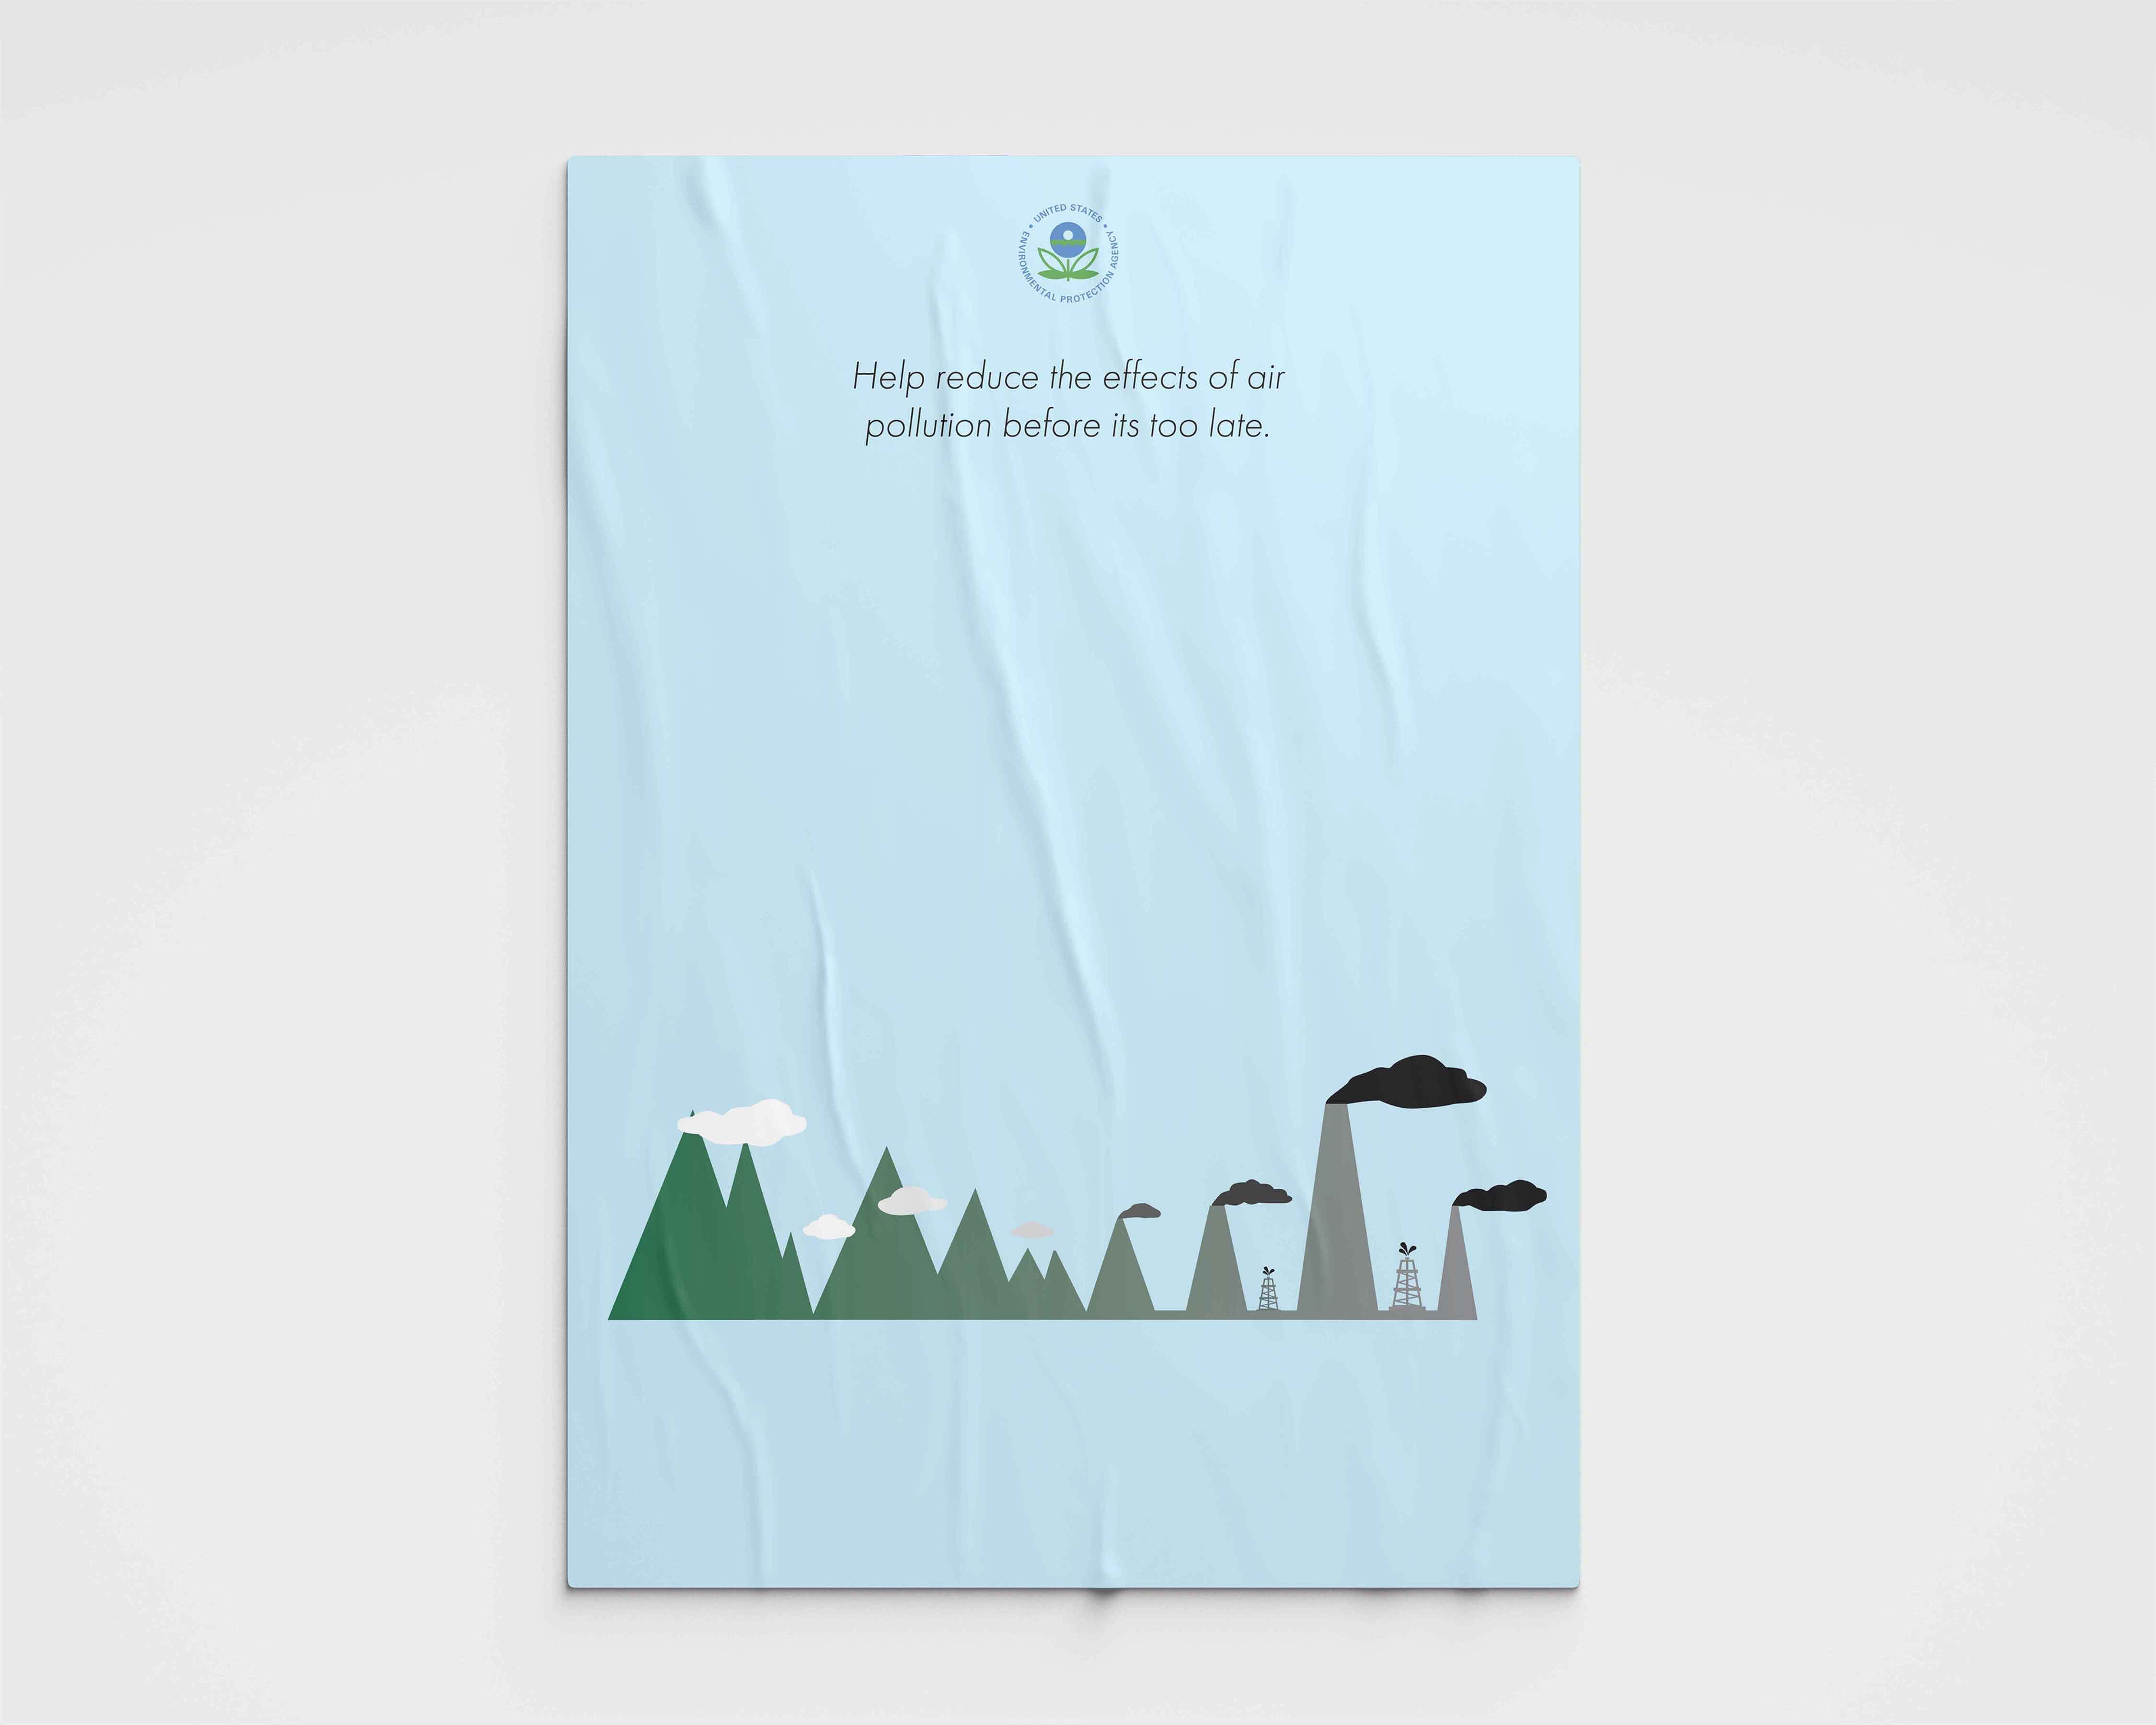 UNITED STATES
ENVIRONMENTAL PROTECTION AGENCY
Help reduce the effects of air
pollution before its too late.